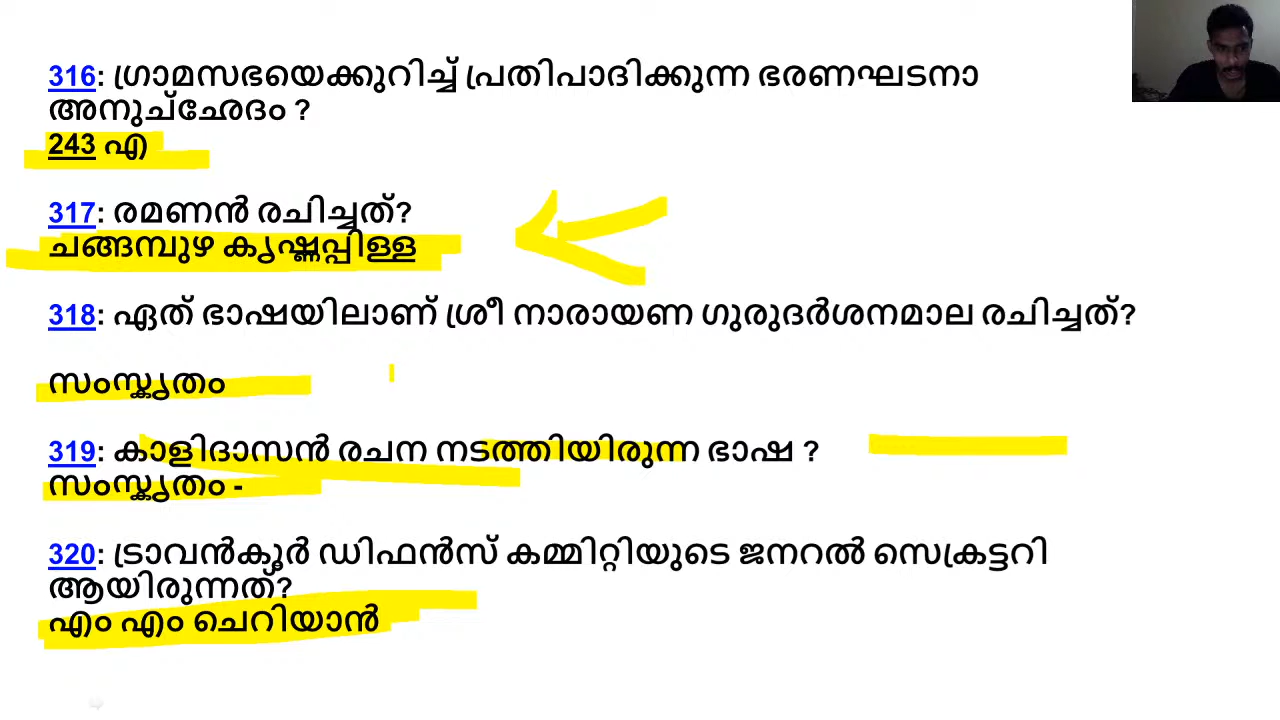 316: ഗ്രാമസഭയെക്കുറിച്ച് പ്രതിപാദിക്കുന്ന ഭരണഘടനാ
അനുച്ഛേദം ?
243 എ
317: രമണൻ രചിച്ചത്?
ചങ്ങമ്പുഴ കൃഷ്ണപ്പിള്ള
318: ഏത് ഭാഷയിലാണ് ശ്രീ നാരായണ ഗുരുദർശനമാല രചിച്ചത്?
സംസ്കൃതം
319: കാളിദാസൻ രചന നടത്തിയിരുന്ന ഭാഷ ?
സംസ്കൃതം -
320: ട്രാവൻകൂർ ഡിഫൻസ് കമ്മിറ്റിയുടെ ജനറൽ സെക്രട്ടറി
ആയിരുന്നത്?
എം എം ചെറിയാൻ